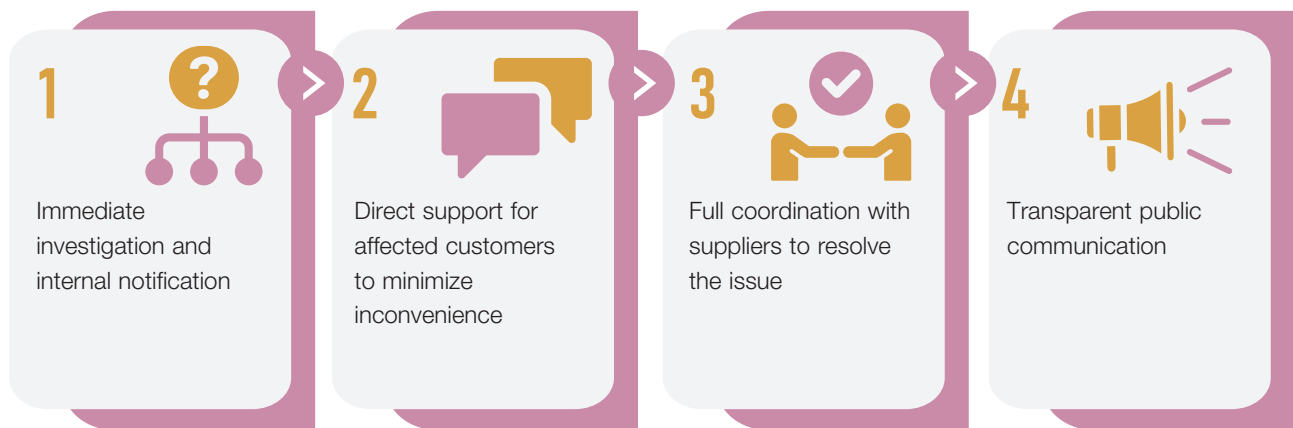 1
Immediate
investigation and
internal notification
2
Direct support for
affected customers
to minimize
inconvenience
3
Full coordination with
suppliers to resolve
the issue
4
Transparent public
communication